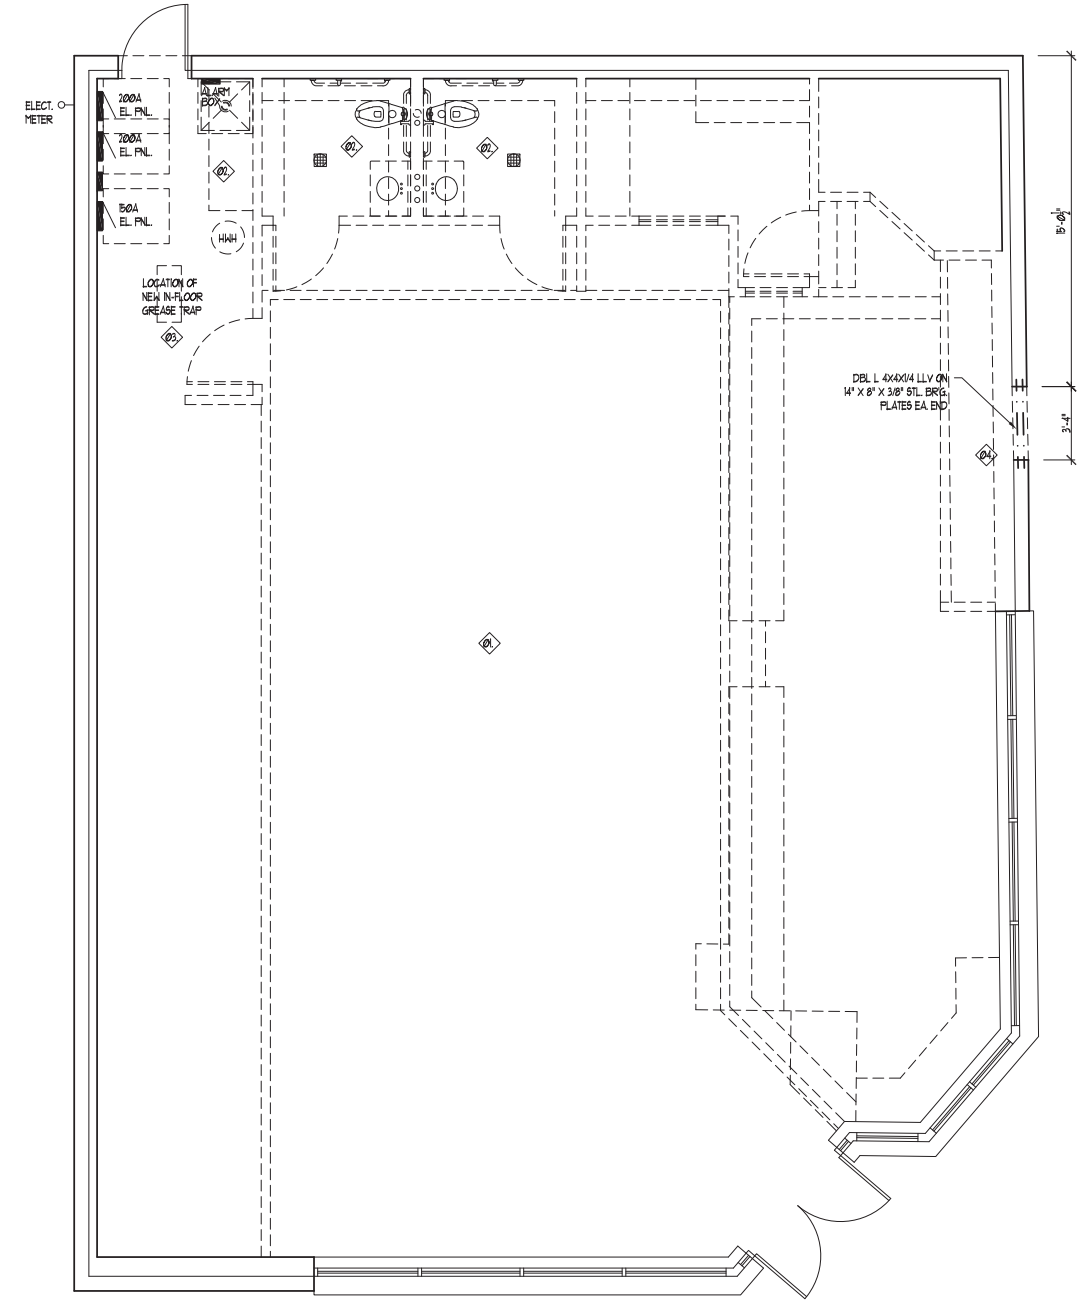 ELECT.
METER
200A
EL PNL.
200A
EL PNL.
150A
EL PNL.
ALARM
BOX
02.
HWH
LOCATION OF
NEW IN-FLOOR
GREASE TRAP
03.
02.
02.
15'-0½"
DBL L 4X4X1/4 LLV ON
14" X 8" X 3/8" STL. BRG.
PLATES EA. END
3'-4"
04.
01.